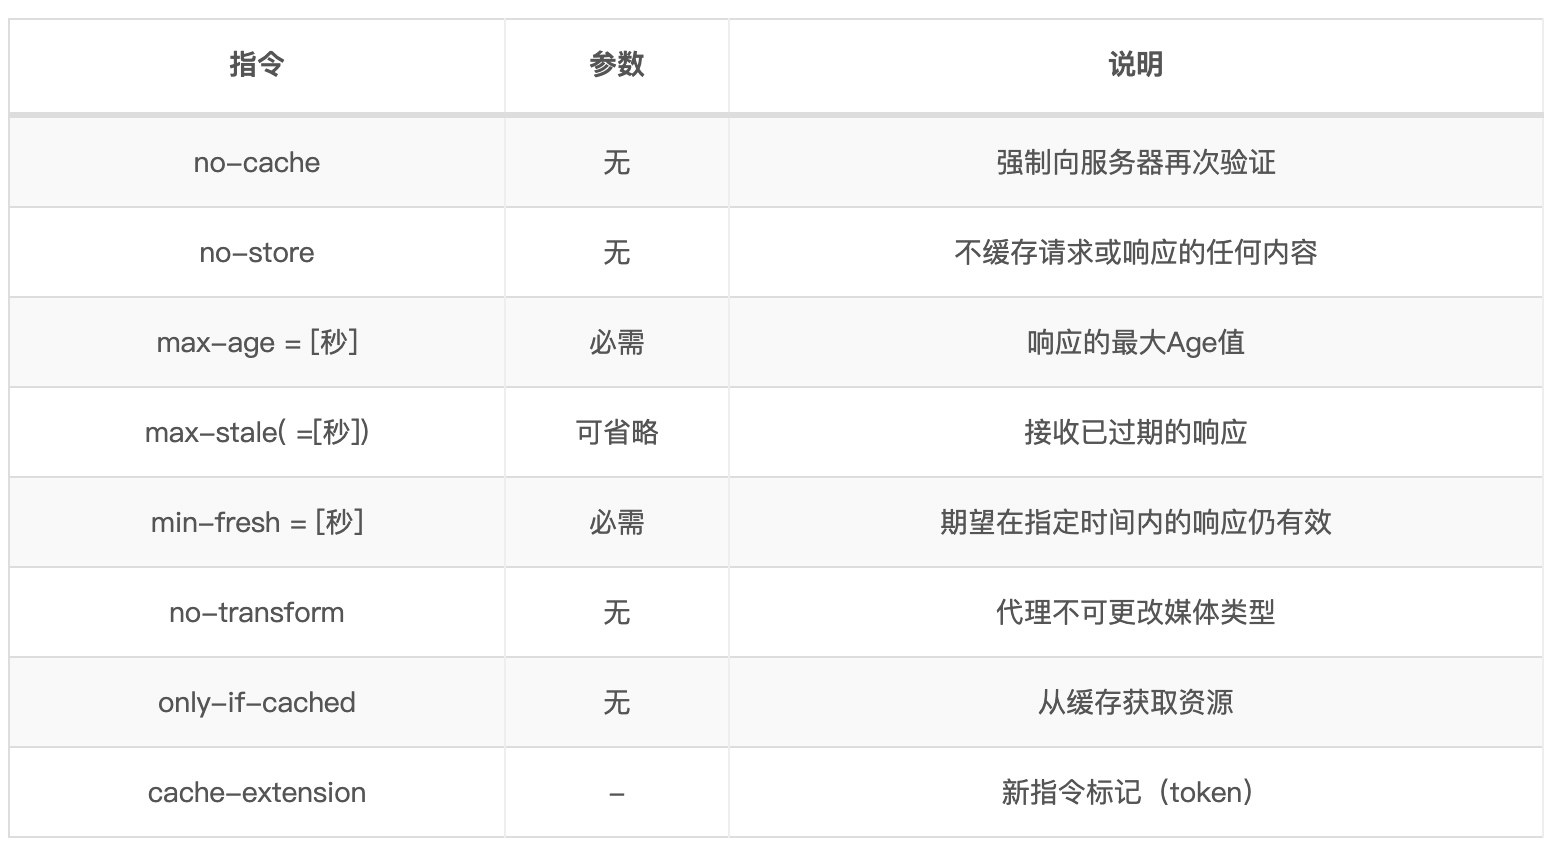 指令 参数 说明
no–cache 无 强制向服务器再次验证
no–store 无 不缓存请求或响应的任何内容
max–age = [秒] 必需 响应的最大Age值
max–stale( =[秒]) 可省略 接收已过期的响应
min–fresh = [秒] 必需 期望在指定时间内的响应仍有效
no–transform 无 代理不可更改媒体类型
only–if–cached 无 从缓存获取资源
cache–extension – 新指令标记（token）